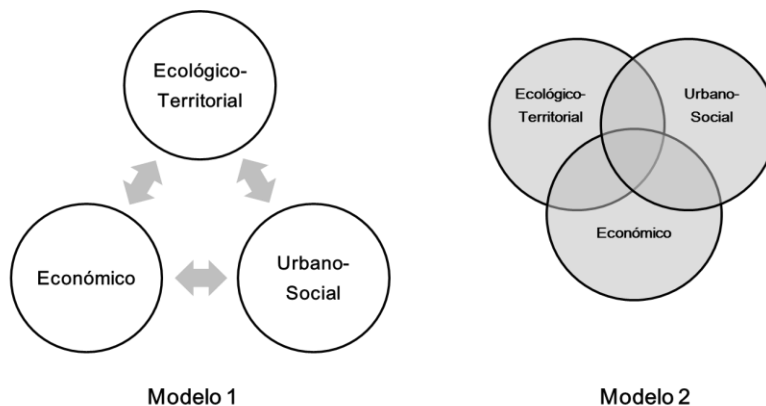 Ecológico-
Territorial
Económico
Urbano-
Social
Modelo 1
Ecológico-
Territorial
Urbano-
Social
Económico
Modelo 2